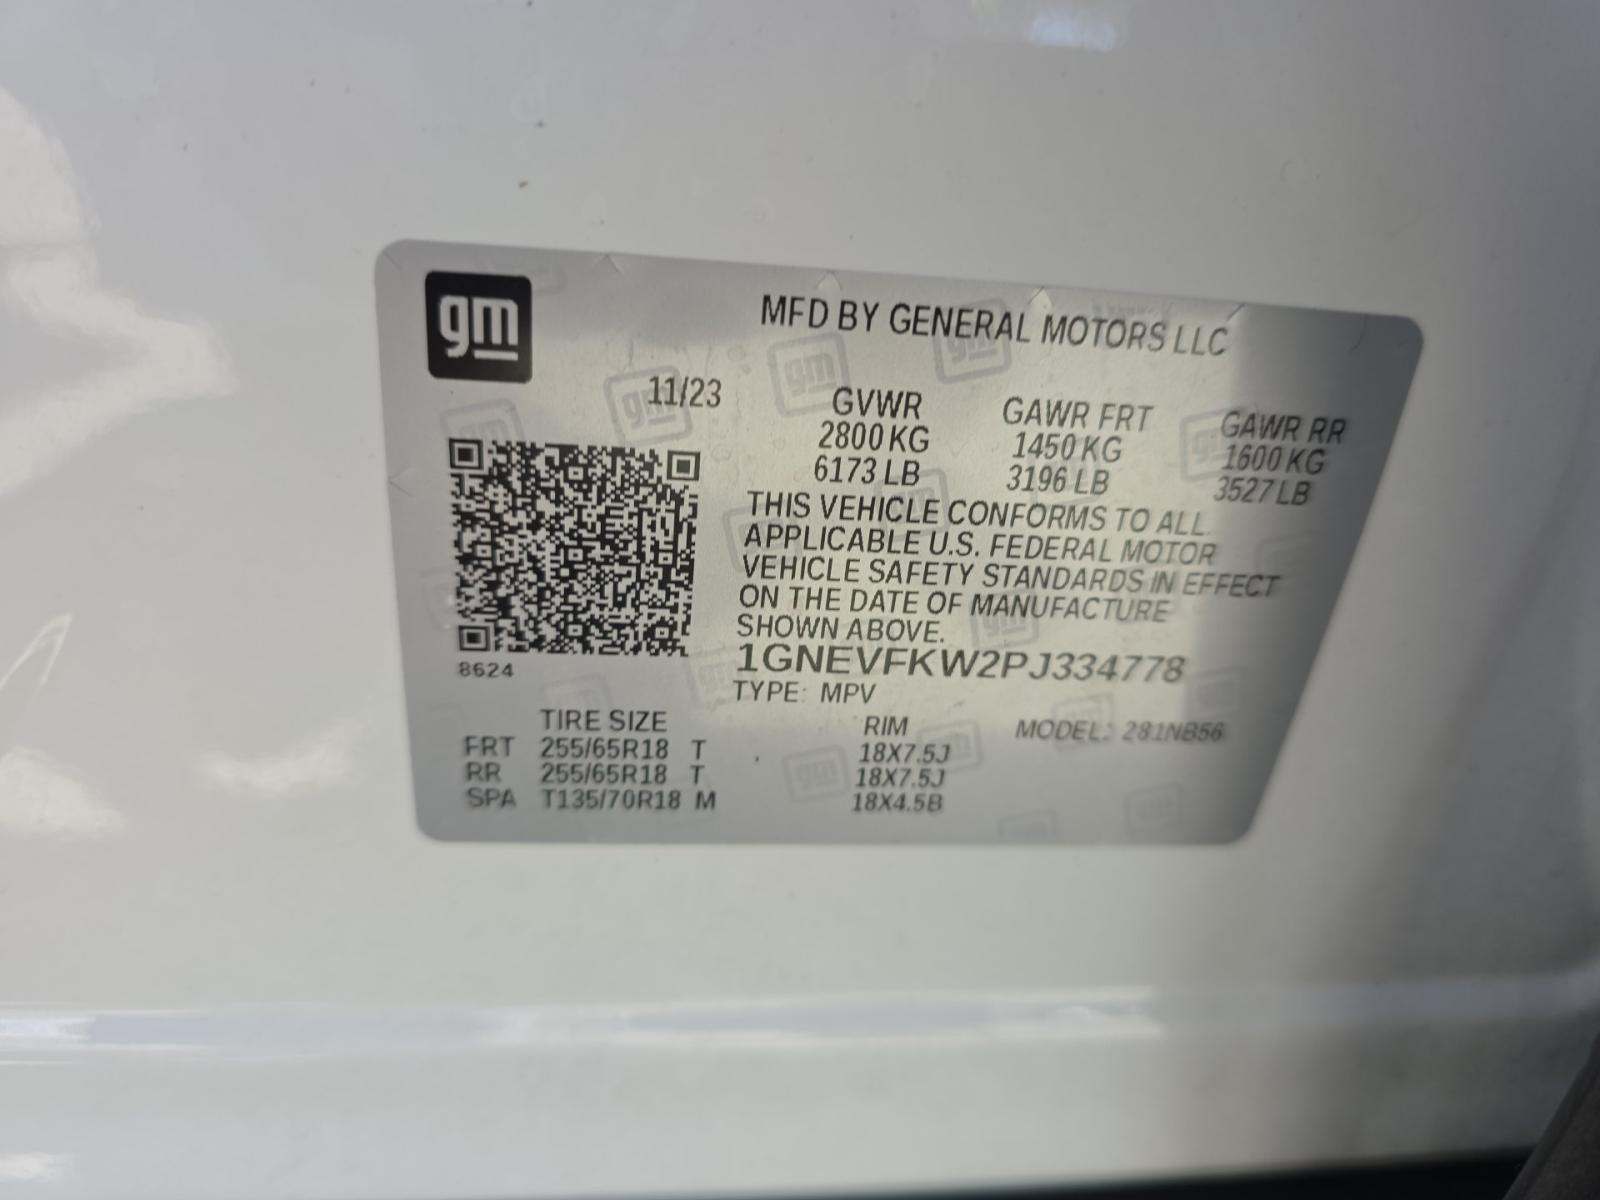 gm
MFD BY GENERAL MOTORS LLC
11/23
GVWR GAWR FRT GAWR RR
2800 KG 1450 KG 1600 KG
6173 LB 3196 LB 3527 LB
THIS VEHICLE CONFORMS TO ALL
APPLICABLE U.S. FEDERAL MOTOR
VEHICLE SAFETY STANDARDS IN EFFECT
ON THE DATE OF MANUFACTURE
SHOWN ABOVE.
1GNEVFKW2PJ334778
8624
TYPE: MPV
TIRE SIZE RIM MODEL: 281NB56
FRT 255/65R18 T 18X7.5J
RR 255/65R18 T 18X7.5J
SPA T135/70R18 M 18X4.5B